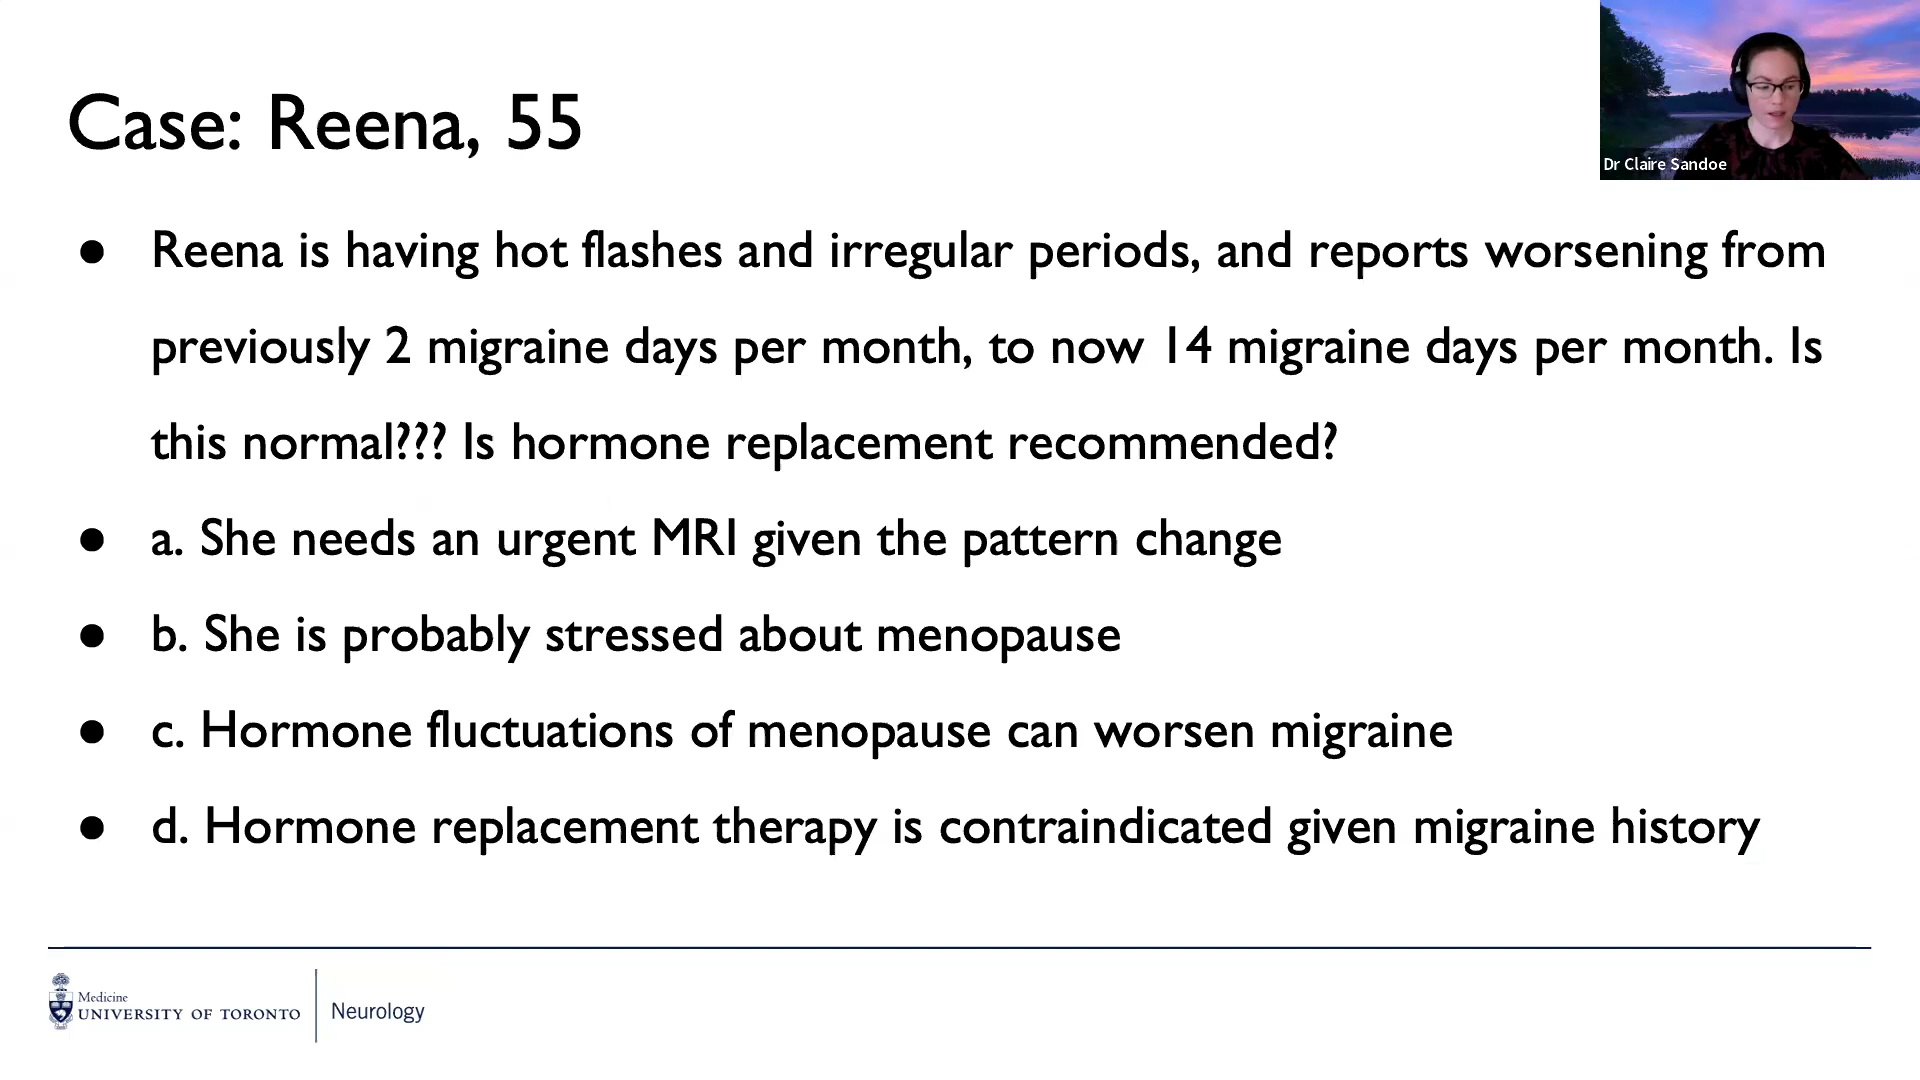 Case: Reena, 55
Dr Claire Sandoe
● Reena is having hot flashes and irregular periods, and reports worsening from
previously 2 migraine days per month, to now 14 migraine days per month. Is
this normal??? Is hormone replacement recommended?
● a. She needs an urgent MRI given the pattern change
● b. She is probably stressed about menopause
● c. Hormone fluctuations of menopause can worsen migraine
● d. Hormone replacement therapy is contraindicated given migraine history
Medicine
UNIVERSITY OF TORONTO
Neurology